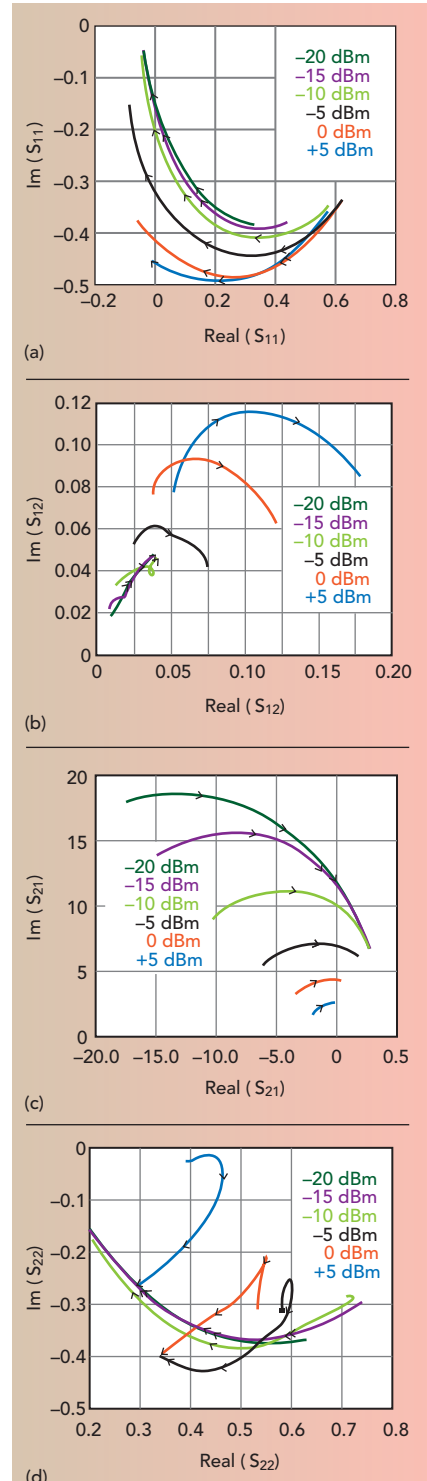 0
−0.1
−0.2
−0.3
−0.4
−0.5
Im (S11)
−20 dBm
−15 dBm
−10 dBm
−5 dBm
0 dBm
+5 dBm
−0.2 0 0.2 0.4 0.6 0.8
Real (S11)
(a)
0.12
0.10
0.08
0.06
0.04
0.02
0
Im (S12)
−20 dBm
−15 dBm
−10 dBm
−5 dBm
0 dBm
+5 dBm
0 0.05 0.10 0.15 0.20
Real (S12)
(b)
20
15
10
5
0
Im (S21)
−20 dBm
−15 dBm
−10 dBm
−5 dBm
0 dBm
+5 dBm
−20.0 −15.0 −10.0 −5.0 0 0.5
Real (S21)
(c)
0
−0.1
−0.2
−0.3
−0.4
−0.5
Im (S22)
−20 dBm
−15 dBm
−10 dBm
−5 dBm
0 dBm
+5 dBm
0.2 0.3 0.4 0.5 0.6 0.7 0.8
Real (S22)
(d)